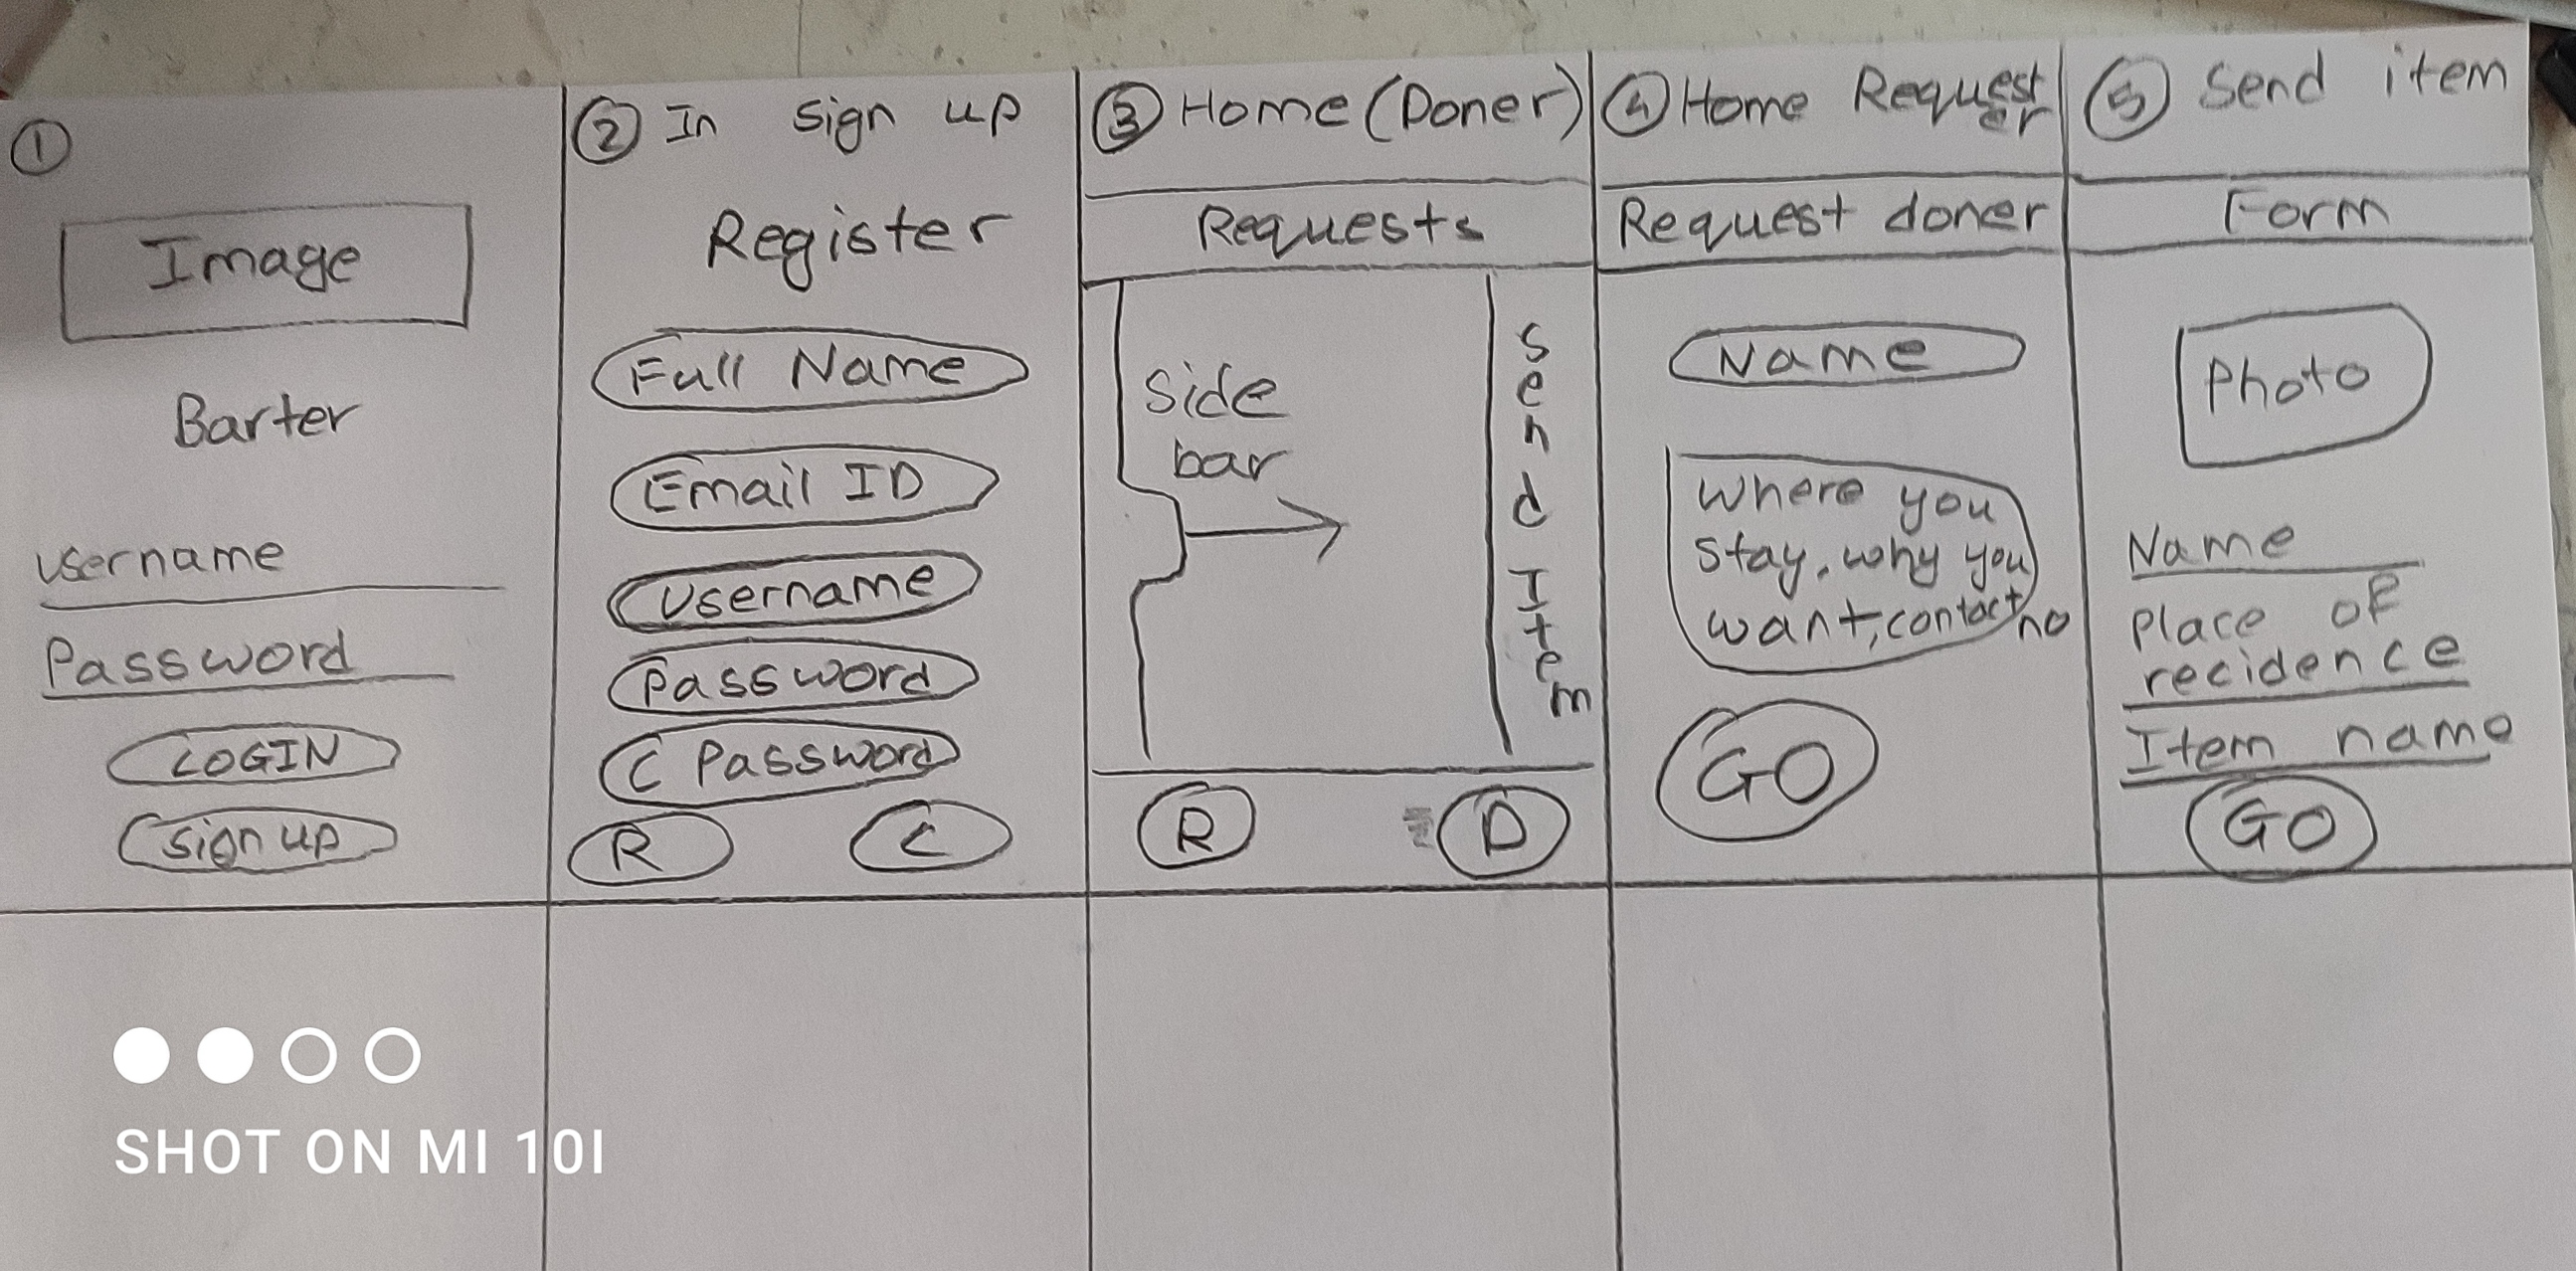 1
Image
Barter
username
Password
LOGIN
Sign up
2 In sign up
Register
Full Name
Email ID
Username
Password
C Password
R C
3 Home (Doner)
Requests
Side
bar
Send Item
R D
4 Home Request
er
Request doner
Name
Where you
stay, why you
want, contact no
GO
5 Send item
Form
Photo
Name
Place of
recidence
Item name
GO
SHOT ON MI 10I